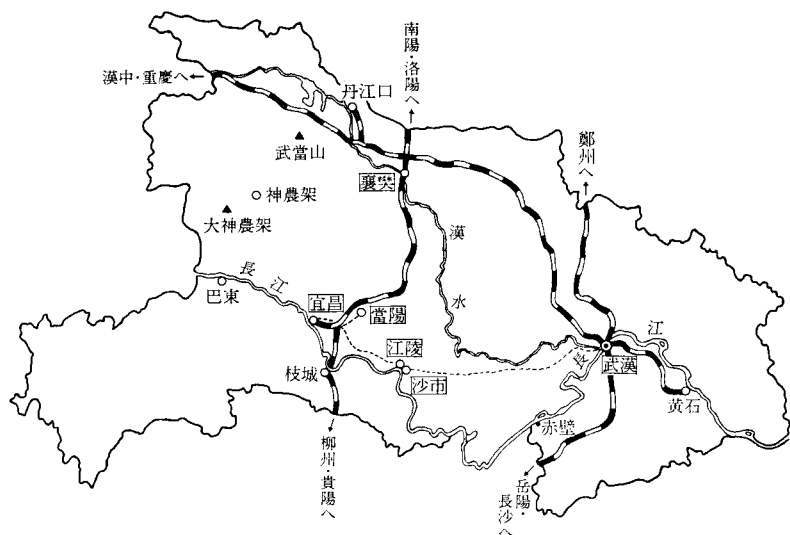 南陽・洛陽へ
漢中・重慶へ
丹江口
鄭州へ
武當山
襄樊
神農架
大神農架
漢
水
長江
巴東
宜昌
當陽
江陵
沙市
枝城
武漢
長
江
黃石
赤壁
柳州・貴陽へ
岳陽・
長沙へ